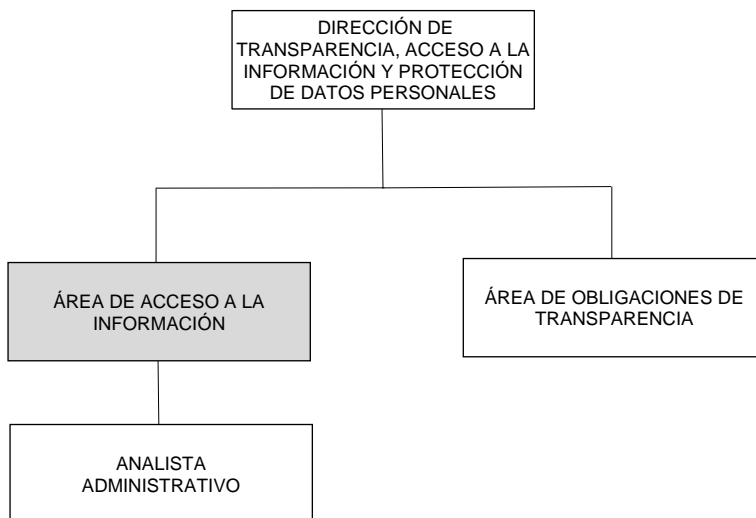 DIRECCIÓN DE
TRANSPARENCIA, ACCESO A LA
INFORMACIÓN Y PROTECCIÓN
DE DATOS PERSONALES
ÁREA DE ACCESO A LA
INFORMACIÓN
ÁREA DE OBLIGACIONES DE
TRANSPARENCIA
ANALISTA
ADMINISTRATIVO